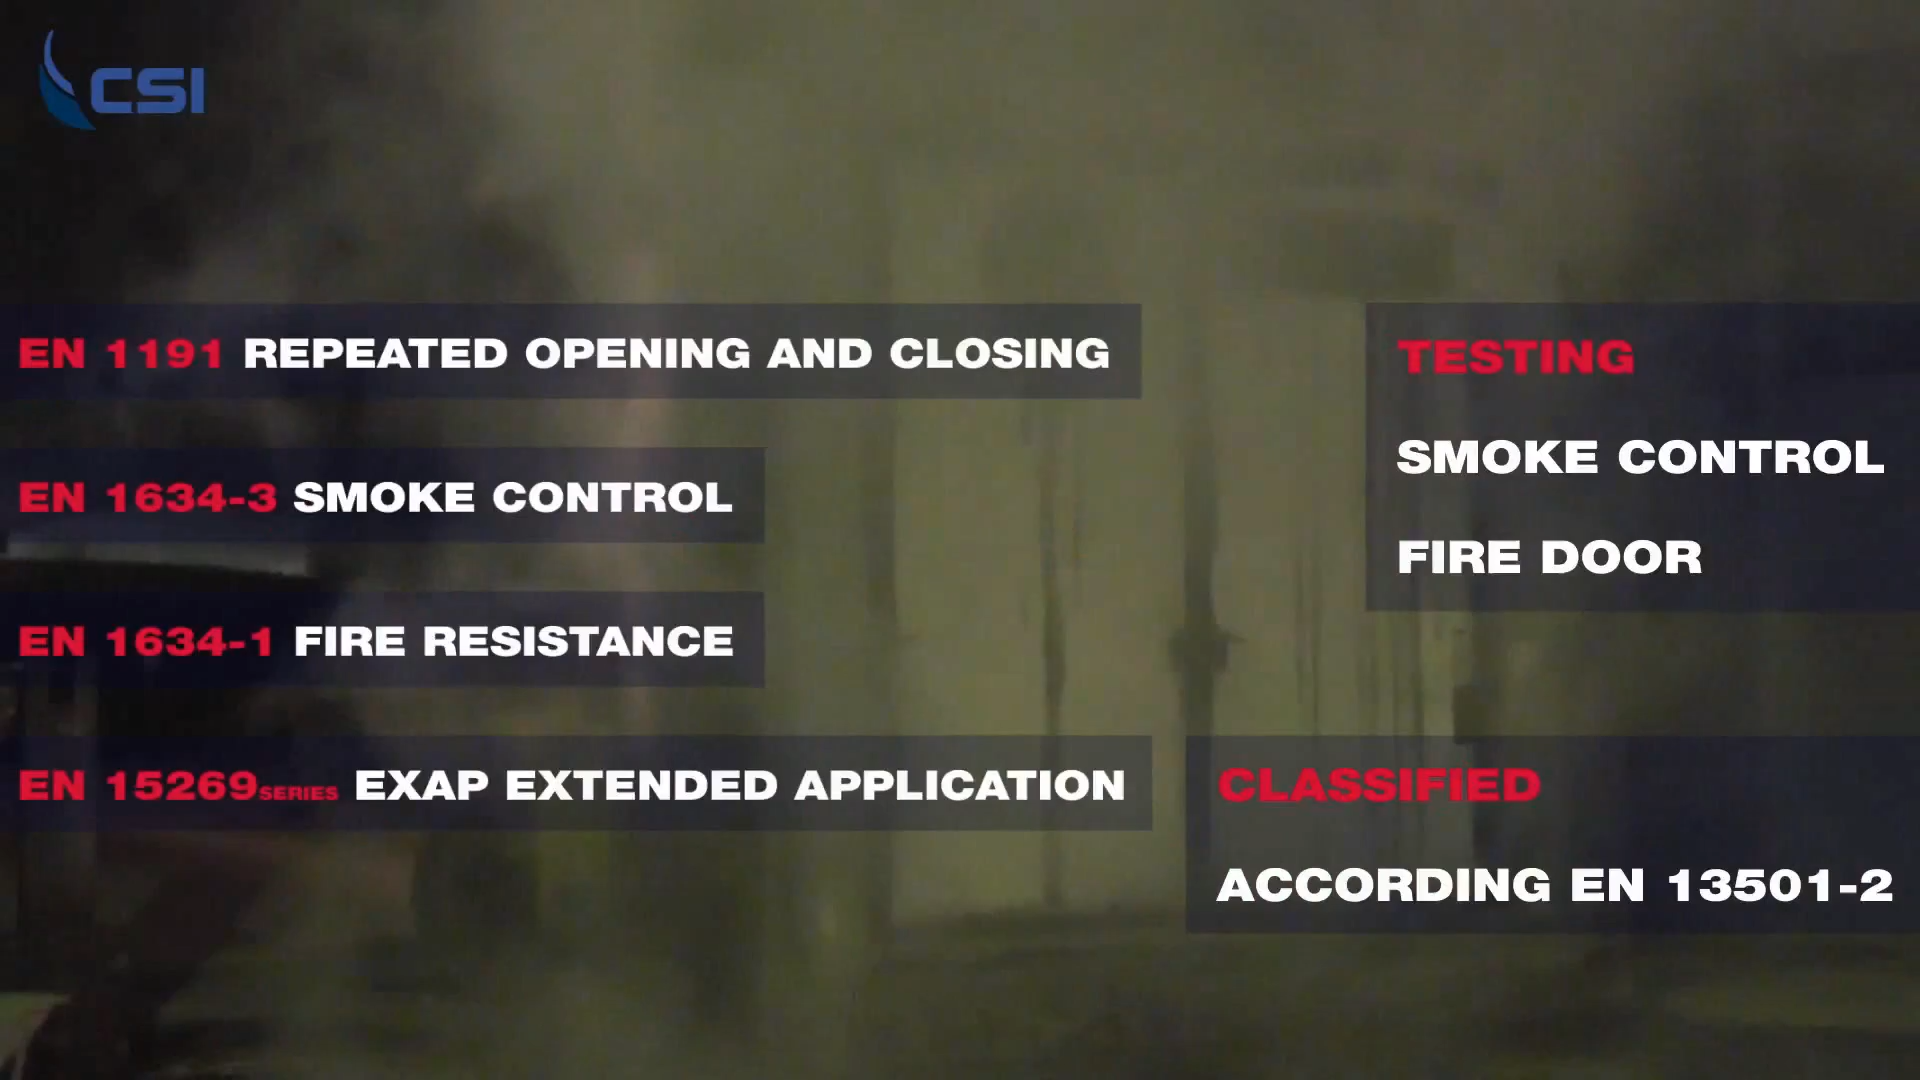 CSI
EN 1191 REPEATED OPENING AND CLOSING
EN 1634-3 SMOKE CONTROL
EN 1634-1 FIRE RESISTANCE
EN 15269SERIES EXAP EXTENDED APPLICATION
TESTING
SMOKE CONTROL
FIRE DOOR
CLASSIFIED
ACCORDING EN 13501-2